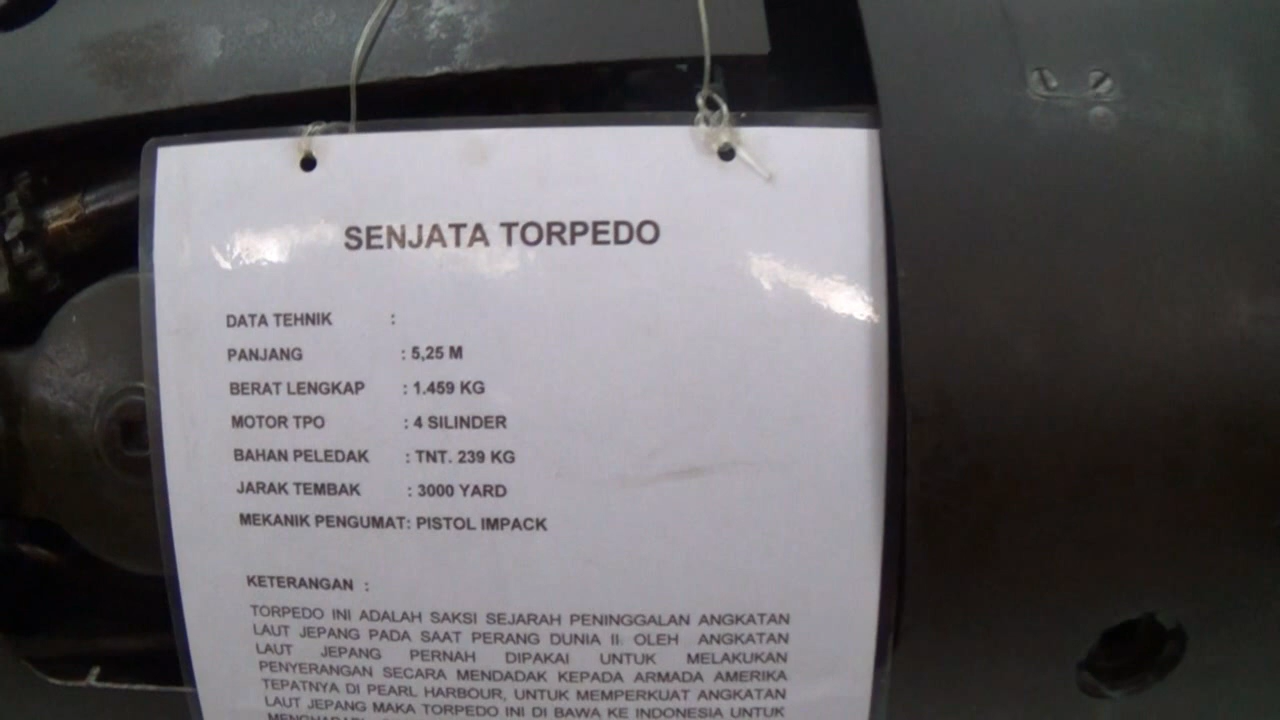 SENJATA TORPEDO
DATA TEHNIK :
PANJANG : 5,25 M
BERAT LENGKAP : 1.459 KG
MOTOR TPO : 4 SILINDER
BAHAN PELEDAK : TNT. 239 KG
JARAK TEMBAK : 3000 YARD
MEKANIK PENGUMAT: PISTOL IMPACK
KETERANGAN :
TORPEDO INI ADALAH SAKSI SEJARAH PENINGGALAN ANGKATAN
LAUT JEPANG PADA SAAT PERANG DUNIA II. OLEH ANGKATAN
LAUT JEPANG PERNAH DIPAKAI UNTUK MELAKUKAN
PENYERANGAN SECARA MENDADAK KEPADA ARMADA AMERIKA
TEPATNYA DI PEARL HARBOUR, UNTUK MEMPERKUAT ANGKATAN
LAUT JEPANG MAKA TORPEDO INI DI BAWA KE INDONESIA UNTUK